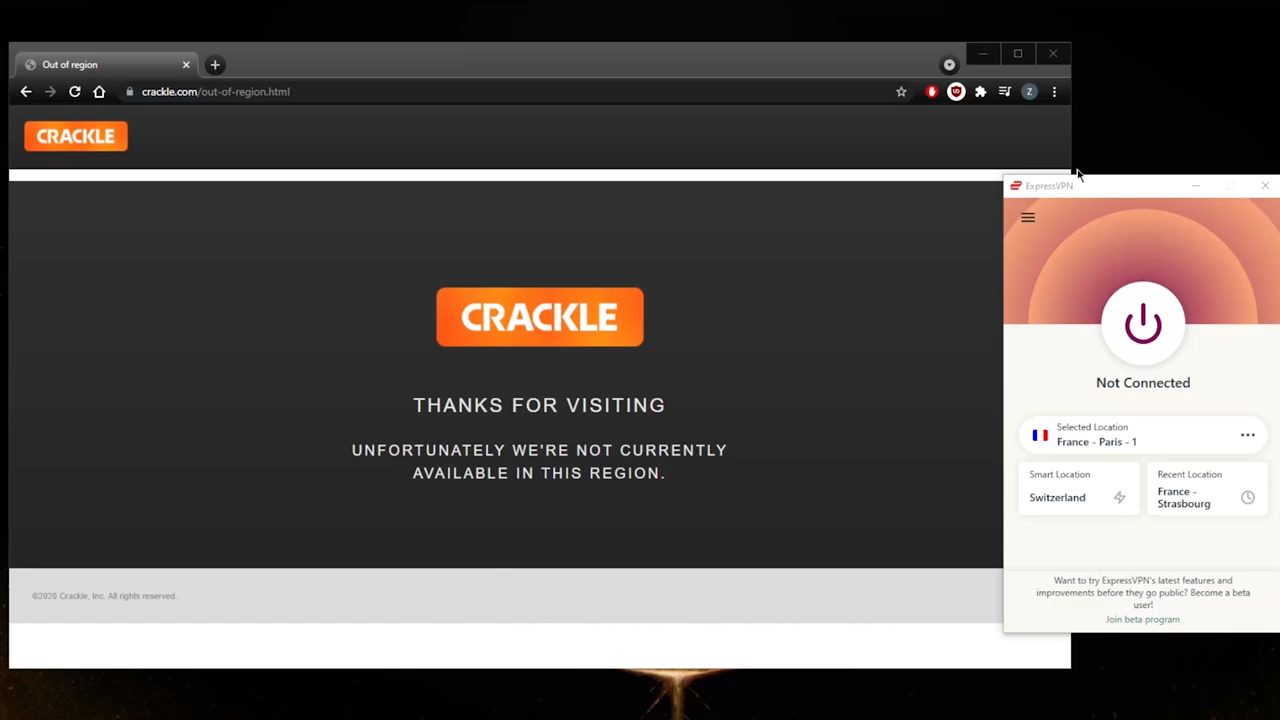 Out of region
crackle.com/out-of-region.html
Z
CRACKLE
CRACKLE
THANKS FOR VISITING
UNFORTUNATELY WE'RE NOT CURRENTLY
AVAILABLE IN THIS REGION.
©2020 Crackle, Inc. All rights reserved.
ExpressVPN
Not Connected
Selected Location
France - Paris - 1
Smart Location
Switzerland
Recent Location
France -
Strasbourg
Want to try ExpressVPN's latest features and
improvements before they go public? Become a beta
user!
Join beta program